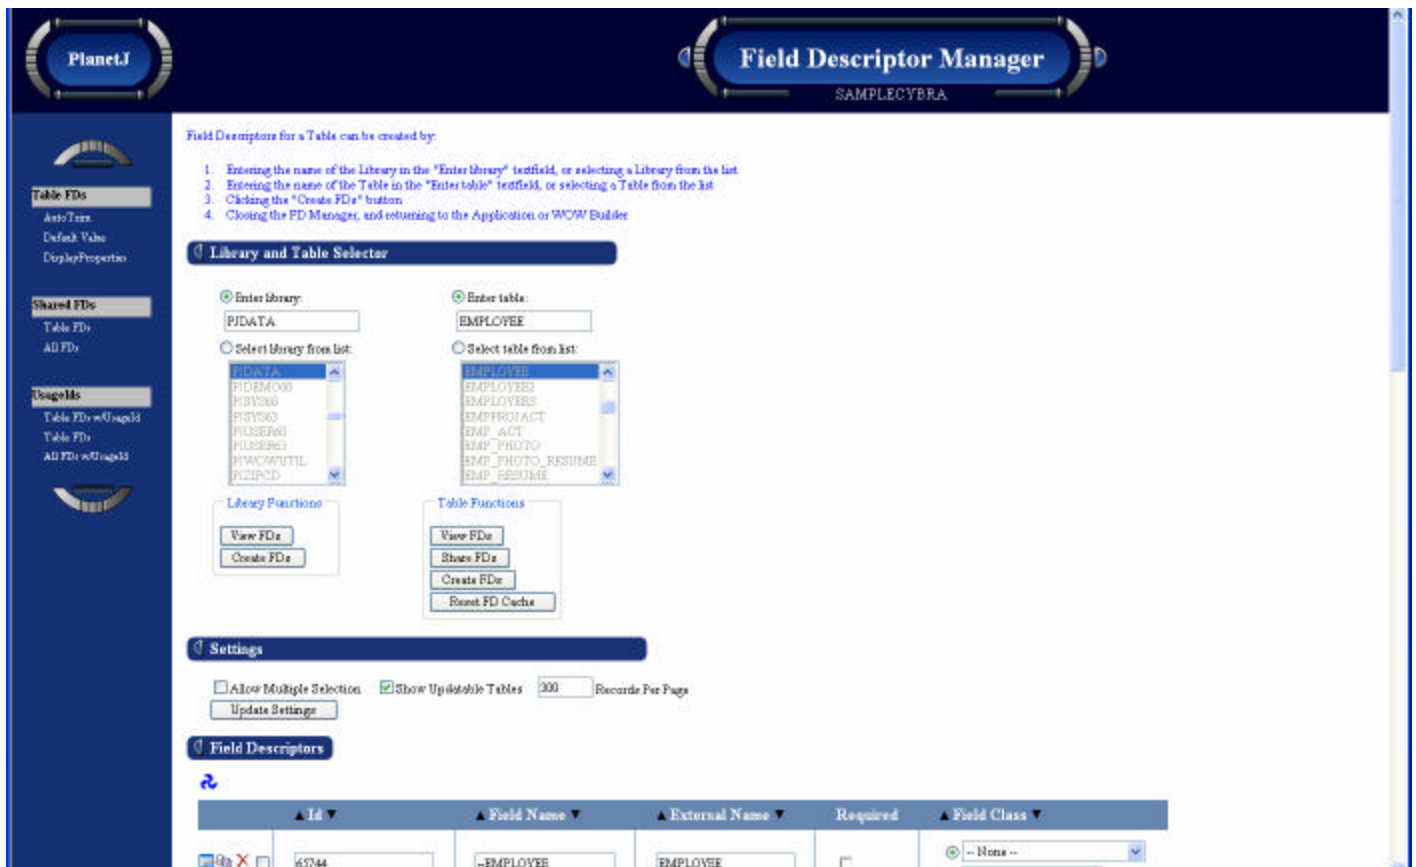 PlanetJ
Field Descriptor Manager
SAMPLECYBRA
Field Descriptors for a Table can be created by:
1. Entering the name of the Library in the "Enter library" textfield, or selecting a Library from the list
2. Entering the name of the Table in the "Enter table" textfield, or selecting a Table from the list
3. Clicking the "Create FDs" button
4. Closing the FD Manager, and returning to the Application or WOW Builder
Table FDs
AutoTrim
Default Value
DisplayProperties
Shared FDs
Table FDs
All FDs
UsageIds
Table FDs w/UsageId
Table FDs
All FDs w/UsageId
Library and Table Selector
Enter library:
PJDATA
Select library from list:
PJDATA
PJDEMO60
PJSYS60
PJSYS63
PJUSER60
PJUSER63
PJWOWUTIL
PJZIPCD
Enter table:
EMPLOYEE
Select table from list:
EMPLOYEE
EMPLOYEE2
EMPLOYEES
EMPPROJACT
EMP_ACT
EMP_PHOTO
EMP_PHOTO_RESUME
EMP_RESUME
Library Functions
View FDs
Create FDs
Table Functions
View FDs
Share FDs
Create FDs
Reset FD Cache
Settings
Allow Multiple Selection Show Updatable Tables 300 Records Per Page
Update Settings
Field Descriptors
▲ Id ▼ ▲ Field Name ▼ ▲ External Name ▼ Required ▲ Field Class ▼
65744 --EMPLOYEE EMPLOYEE -- None --